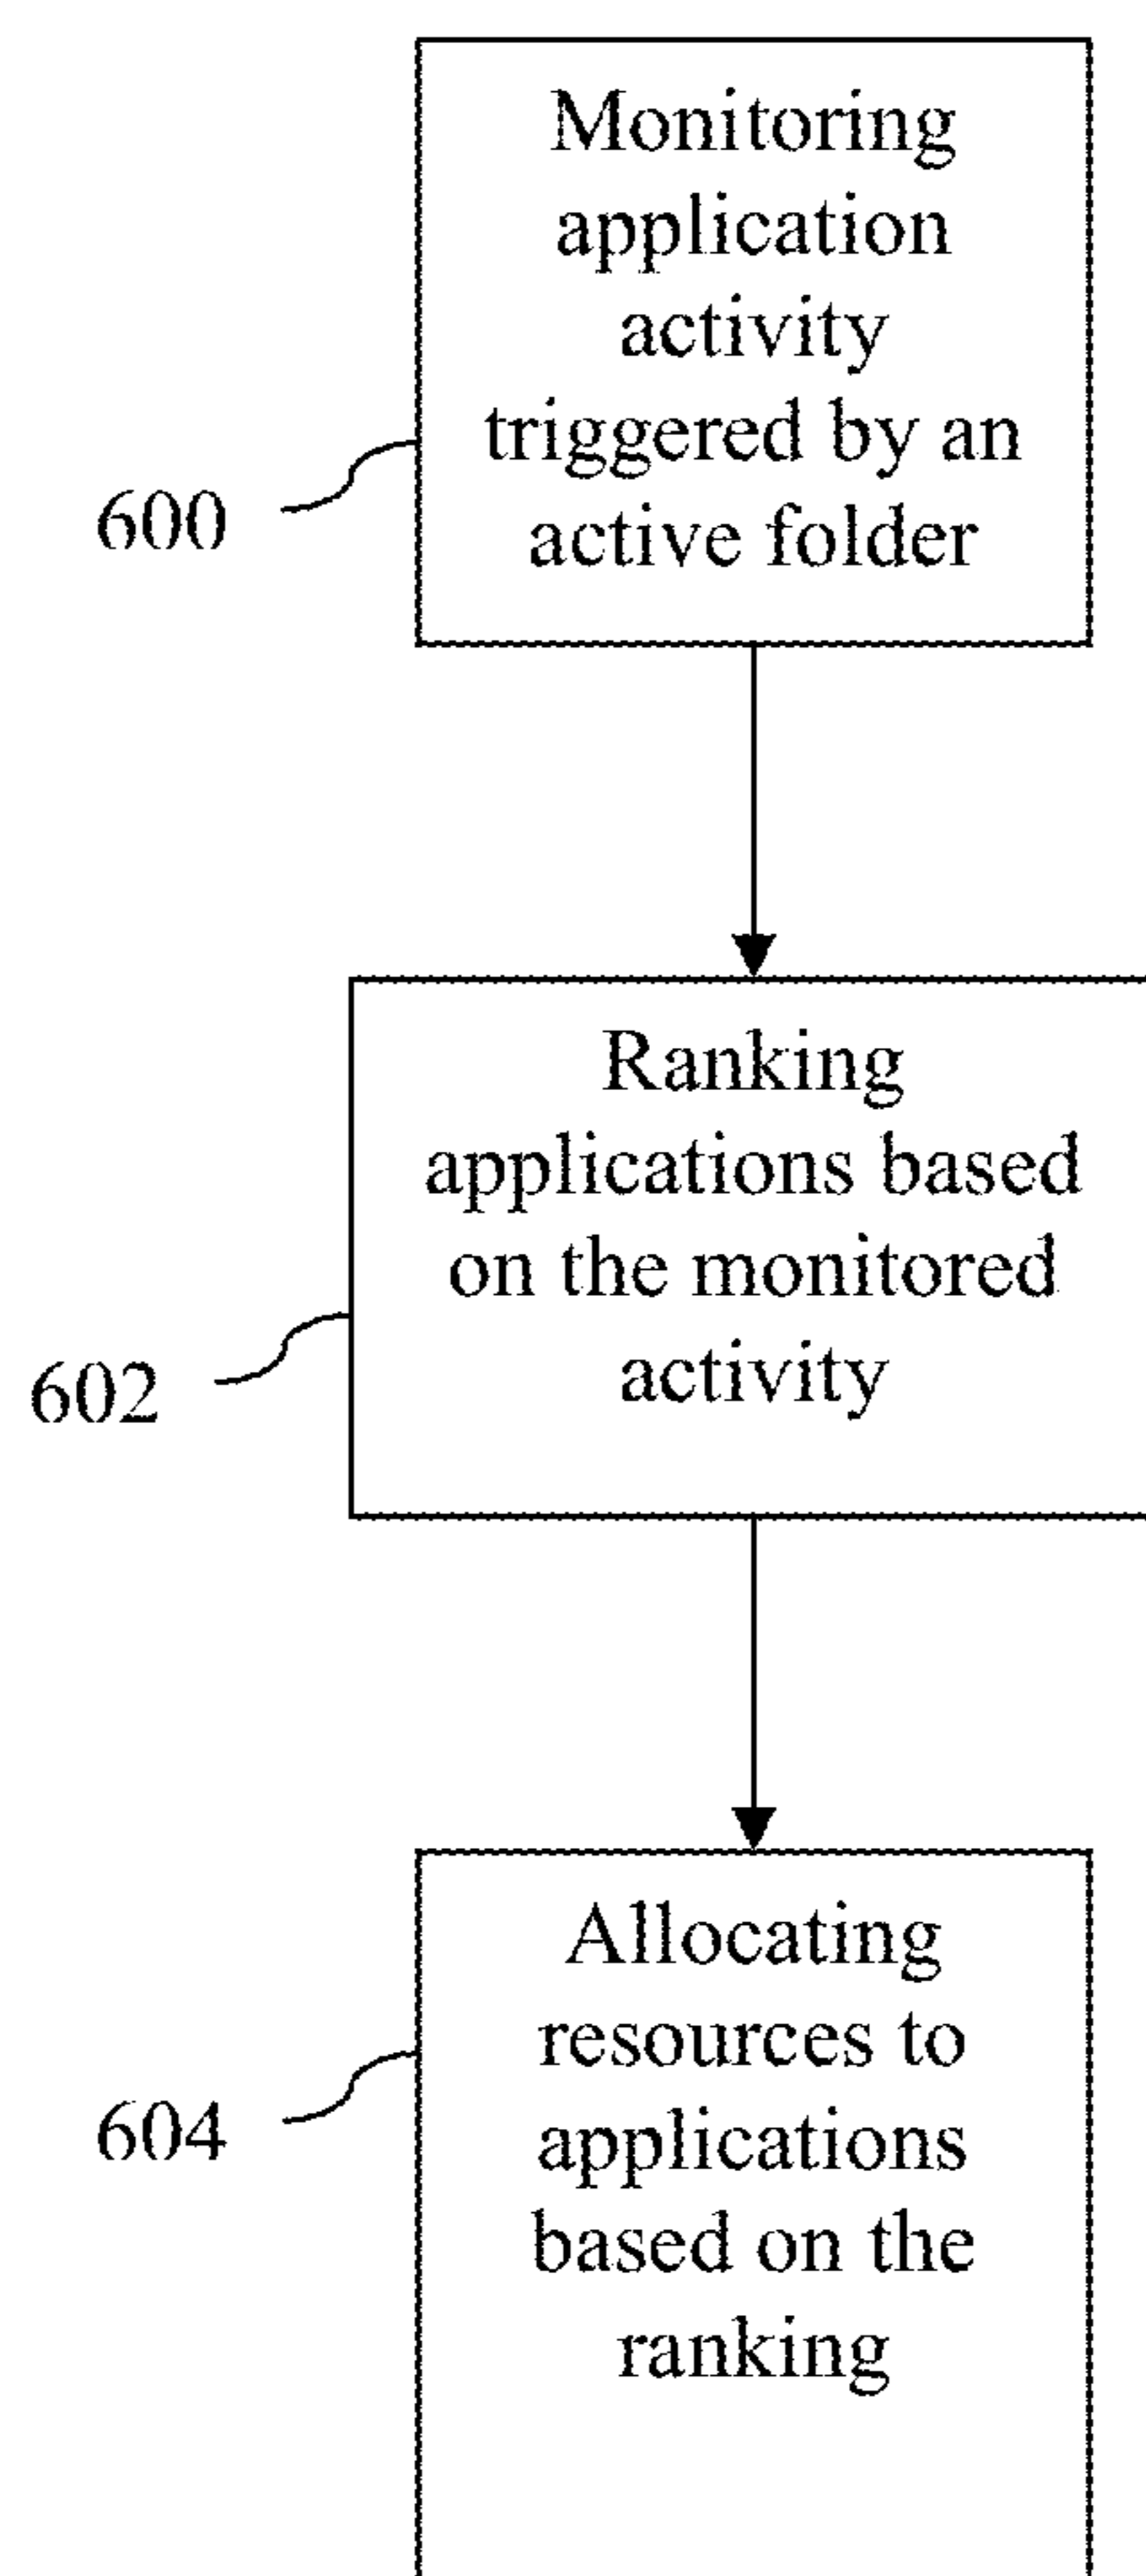 Monitoring
application
activity
triggered by an
active folder
600
Ranking
applications based
on the monitored
activity
602
Allocating
resources to
applications
based on the
ranking
604